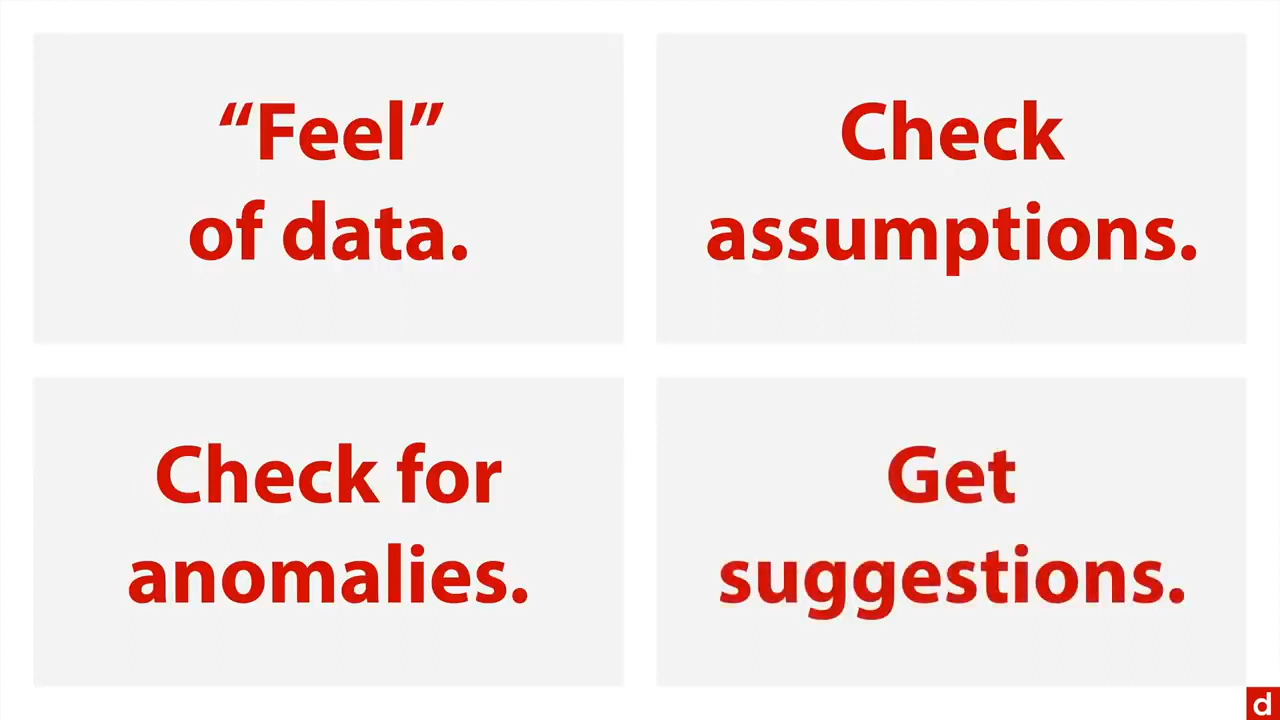 “Feel”
of data.
Check
assumptions.
Check for
anomalies.
Get
suggestions.
d